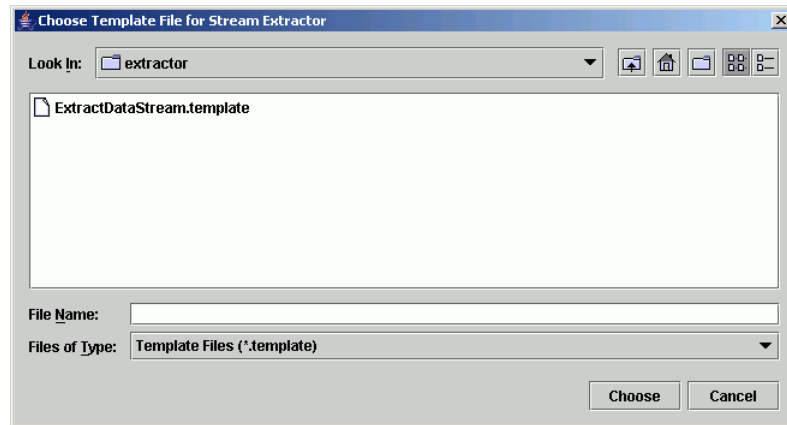 Choose Template File for Stream Extractor
Look In: extractor
ExtractDataStream.template
File Name:
Files of Type: Template Files (*.template)
Choose Cancel